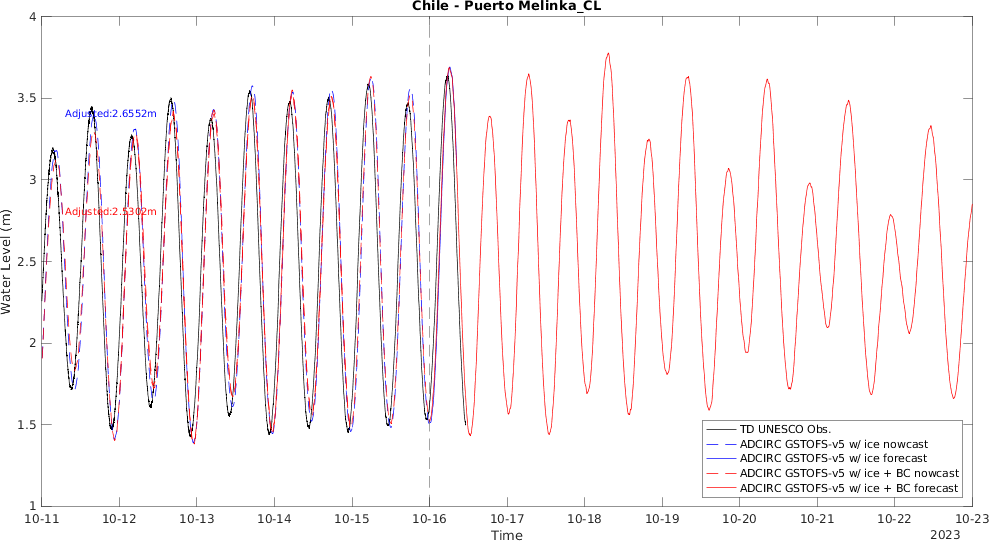 Chile - Puerto Melinka_CL
4
3.5
3
2.5
2
1.5
1
Water Level (m)
Adjusted:2.6552m
Adjusted:2.5302m
TD UNESCO Obs.
ADCIRC GSTOFS-v5 w/ ice nowcast
ADCIRC GSTOFS-v5 w/ ice forecast
ADCIRC GSTOFS-v5 w/ ice + BC nowcast
ADCIRC GSTOFS-v5 w/ ice + BC forecast
10-11 10-12 10-13 10-14 10-15 10-16 10-17 10-18 10-19 10-20 10-21 10-22 10-23
Time
2023